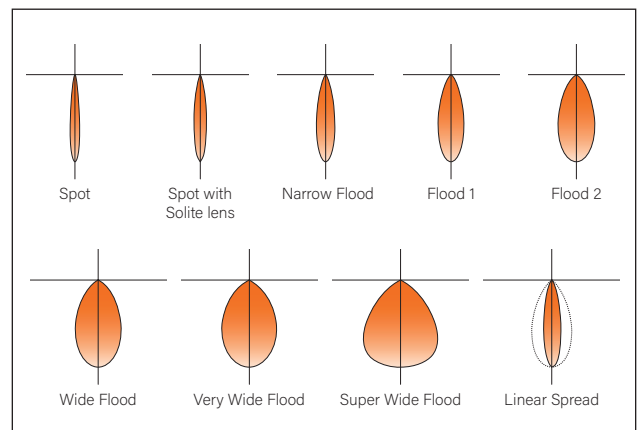 Spot
Spot with
Solite lens
Narrow Flood
Flood 1
Flood 2
Wide Flood
Very Wide Flood
Super Wide Flood
Linear Spread